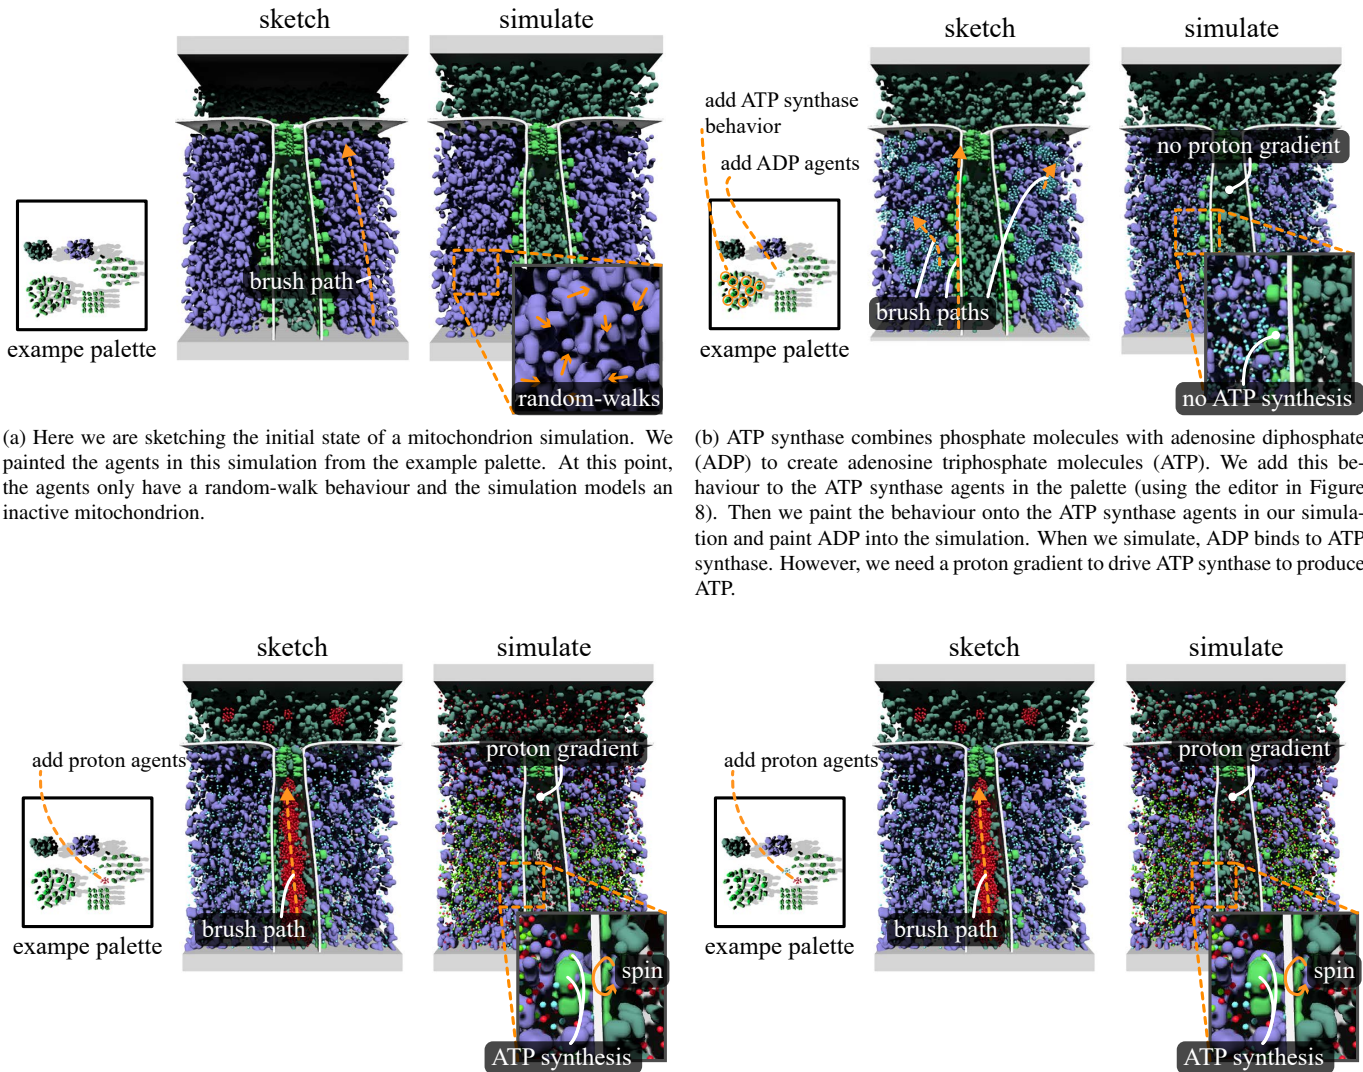 sketch
simulate
brush path
random-walks
exampe palette
(a) Here we are sketching the initial state of a mitochondrion simulation. We
painted the agents in this simulation from the example palette. At this point,
the agents only have a random-walk behaviour and the simulation models an
inactive mitochondrion.
sketch
simulate
add ATP synthase
behavior
add ADP agents
no proton gradient
brush paths
exampe palette
no ATP synthesis
(b) ATP synthase combines phosphate molecules with adenosine diphosphate
(ADP) to create adenosine triphosphate molecules (ATP). We add this be-
haviour to the ATP synthase agents in the palette (using the editor in Figure
8). Then we paint the behaviour onto the ATP synthase agents in our simula-
tion and paint ADP into the simulation. When we simulate, ADP binds to ATP
synthase. However, we need a proton gradient to drive ATP synthase to produce
ATP.
sketch
simulate
add proton agents
proton gradient
brush path
exampe palette
spin
ATP synthesis
sketch
simulate
add proton agents
proton gradient
brush path
exampe palette
spin
ATP synthesis